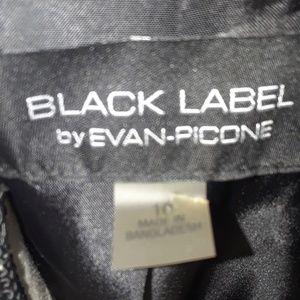 BLACK LABEL
by EVAN-PICONE
10
MADE IN
BANGLADESH